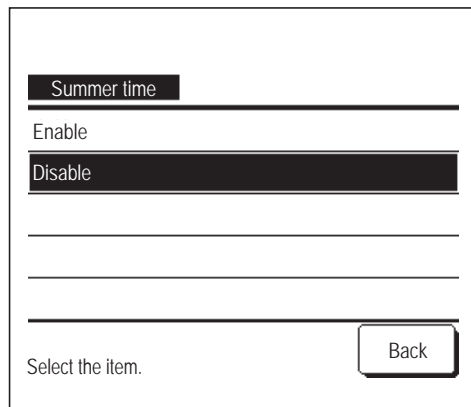 Summer time
Enable
Disable
Select the item.
Back